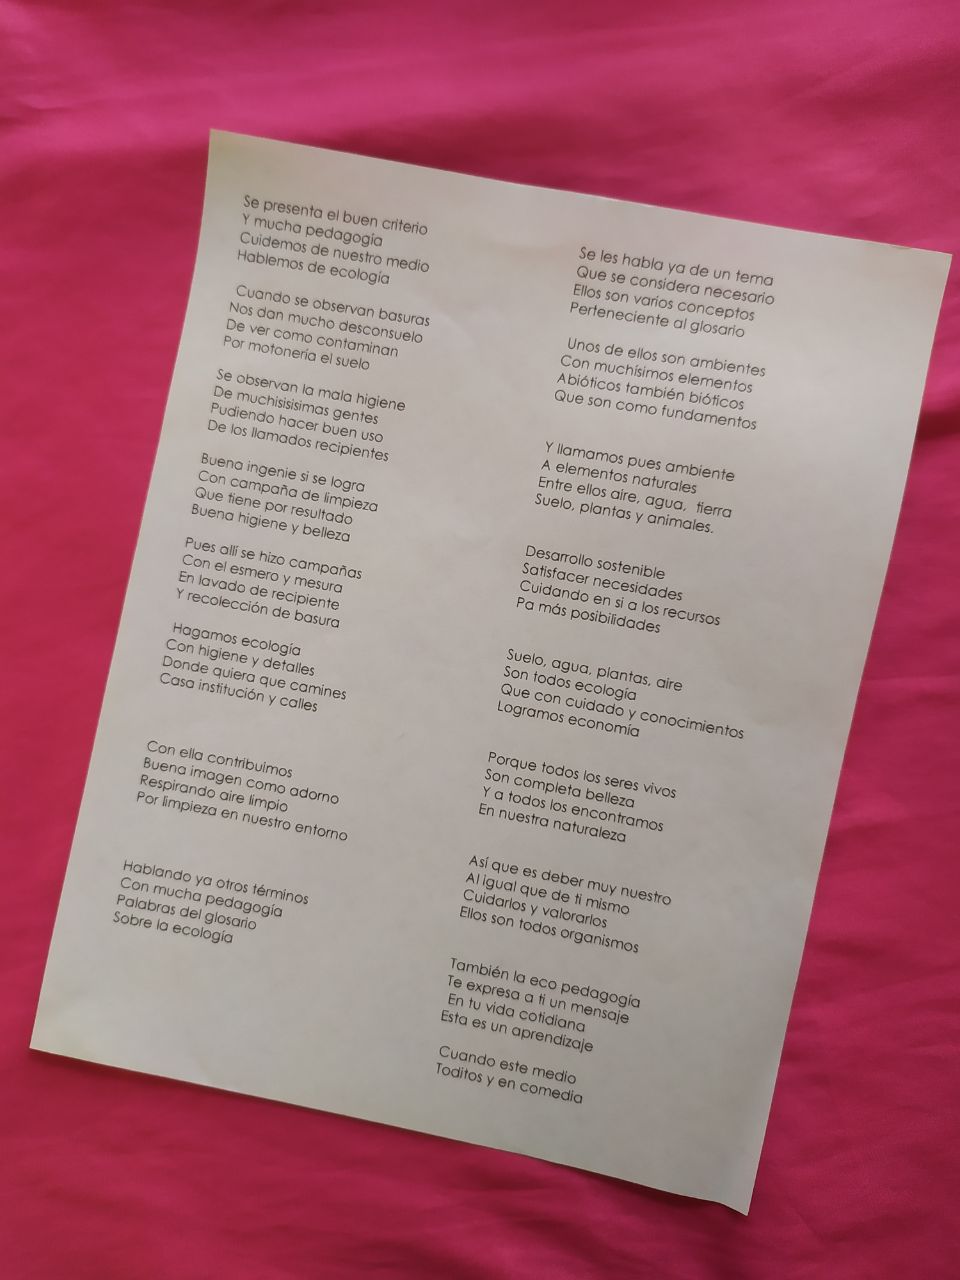 Se presenta el buen criterio
Y mucha pedagogía
Cuidemos de nuestro medio
Hablemos de ecología
Cuando se observan basuras
Nos dan mucho desconsuelo
De ver como contaminan
Por motonería el suelo
Se observan la mala higiene
De muchisisisimas gentes
Pudiendo hacer buen uso
De los llamados recipientes
Buena ingenie si se logra
Con campaña de limpieza
Que tiene por resultado
Buena higiene y belleza
Pues allí se hizo campañas
Con el esmero y mesura
En lavado de recipiente
Y recolección de basura
Hagamos ecología
Con higiene y detalles
Donde quiera que camines
Casa institución y calles
Con ella contribuimos
Buena imagen como adorno
Respirando aire limpio
Por limpieza en nuestro entorno
Hablando ya otros términos
Con mucha pedagogía
Palabras del glosario
Sobre la ecología
Se les habla ya de un tema
Que se considera necesario
Ellos son varios conceptos
Perteneciente al glosario
Unos de ellos son ambientes
Con muchísimos elementos
Abióticos también bióticos
Que son como fundamentos
Y llamamos pues ambiente
A elementos naturales
Entre ellos aire, agua, tierra
Suelo, plantas y animales.
Desarrollo sostenible
Satisfacer necesidades
Cuidando en si a los recursos
Pa más posibilidades
Suelo, agua, plantas, aire
Son todos ecología
Que con cuidado y conocimientos
Logramos economía
Porque todos los seres vivos
Son completa belleza
Y a todos los encontramos
En nuestra naturaleza
Así que es deber muy nuestro
Al igual que de ti mismo
Cuidarlos y valorarlos
Ellos son todos organismos
También la eco pedagogía
Te expresa a ti un mensaje
En tu vida cotidiana
Esta es un aprendizaje
Cuando este medio
Toditos y en comedia